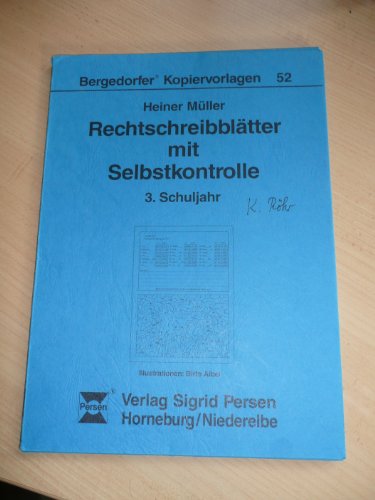 Bergedorfer® Kopiervorlagen 52
Heiner Müller
Rechtschreibblätter
mit
Selbstkontrolle
3. Schuljahr
K. Röhr
Illustrationen: Birte Albe
Persen®
Verlag Sigrid Persen
Horneburg/Niederelbe